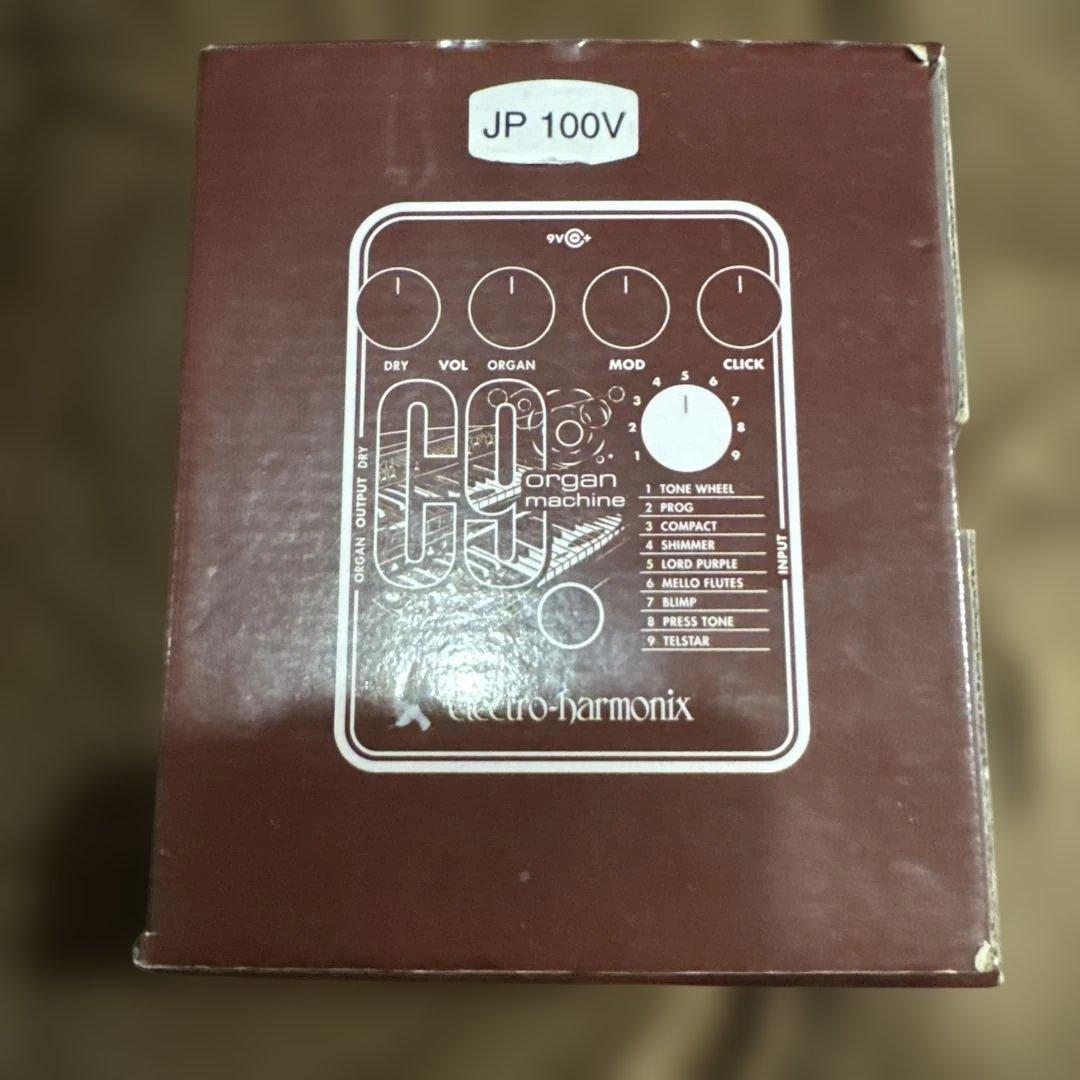 JP 100V
9V +
DRY VOL ORGAN MOD CLICK
1 2 3 4 5 6 7 8 9
C9
organ
machine
ORGAN OUTPUT DRY
INPUT
1 TONE WHEEL
2 PROG
3 COMPACT
4 SHIMMER
5 LORD PURPLE
6 MELLO FLUTES
7 BLIMP
8 PRESS TONE
9 TELSTAR
electro-harmonix